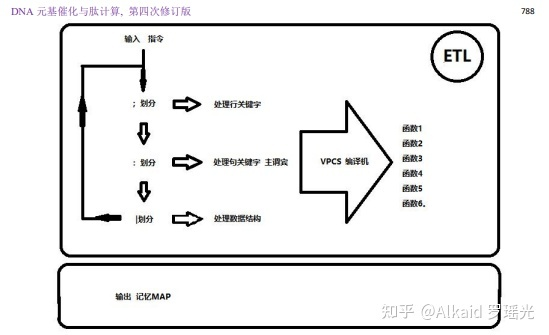 DNA 元基催化与肽计算, 第四次修订版
788
输入 指令
ETL
; 划分
处理行关键字
: 划分
处理句关键字 主谓宾
|划分
处理数据结构
VPCS 编译机
函数1
函数2
函数3
函数4
函数5
函数6。
输出 记忆MAP
知乎 @Alkaid 罗瑶光